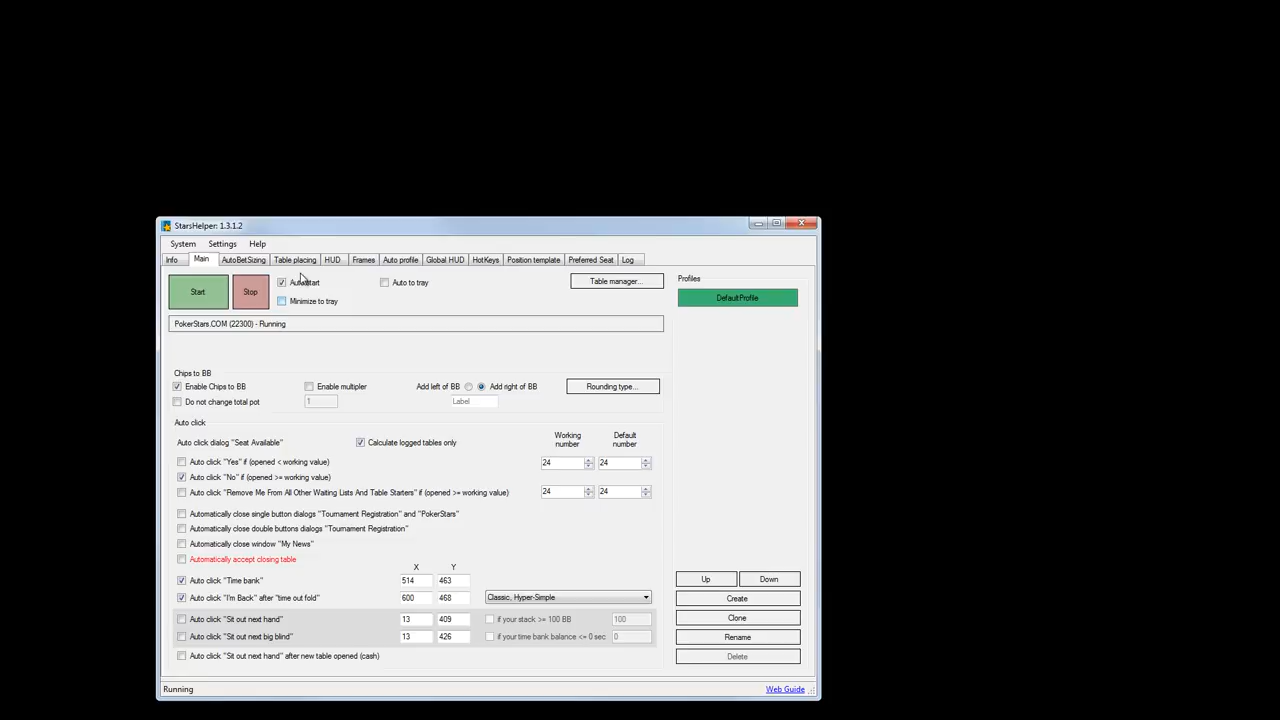 StarsHelper: 1.3.1.2
System Settings Help
Info Main AutoBetSizing Table placing HUD Frames Auto profile Global HUD HotKeys Position template Preferred Seat Log
Start Stop Autostart Auto to tray Table manager... Profiles
Minimize to tray DefaultProfile
PokerStars.COM (22300) - Running
Chips to BB
Enable Chips to BB Enable multipler Add left of BB Add right of BB Rounding type...
Do not change total pot 1 Label
Auto click
Auto click dialog "Seat Available" Calculate logged tables only Working number Default number
Auto click "Yes" if (opened < working value) 24 24
Auto click "No" if (opened >= working value)
Auto click "Remove Me From All Other Waiting Lists And Table Starters" if (opened >= working value) 24 24
Automatically close single button dialogs "Tournament Registration" and "PokerStars"
Automatically close double buttons dialogs "Tournament Registration"
Automatically close window "My News"
Automatically accept closing table
X Y
Auto click "Time bank" 514 463 Up Down
Auto click "I'm Back" after "time out fold" 600 468 Classic, Hyper-Simple Create
Auto click "Sit out next hand" 13 409 if your stack >= 100 BB 100 Clone
Auto click "Sit out next big blind" 13 426 if your time bank balance <= 0 sec 0 Rename
Auto click "Sit out next hand" after new table opened (cash) Delete
Running Web Guide